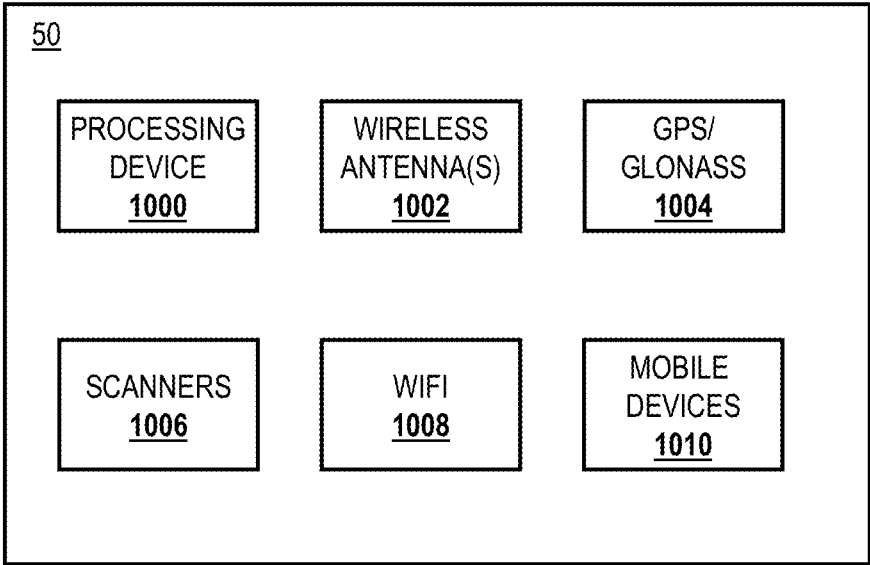 50
PROCESSING
DEVICE
1000
WIRELESS
ANTENNA(S)
1002
GPS/
GLONASS
1004
SCANNERS
1006
WIFI
1008
MOBILE
DEVICES
1010